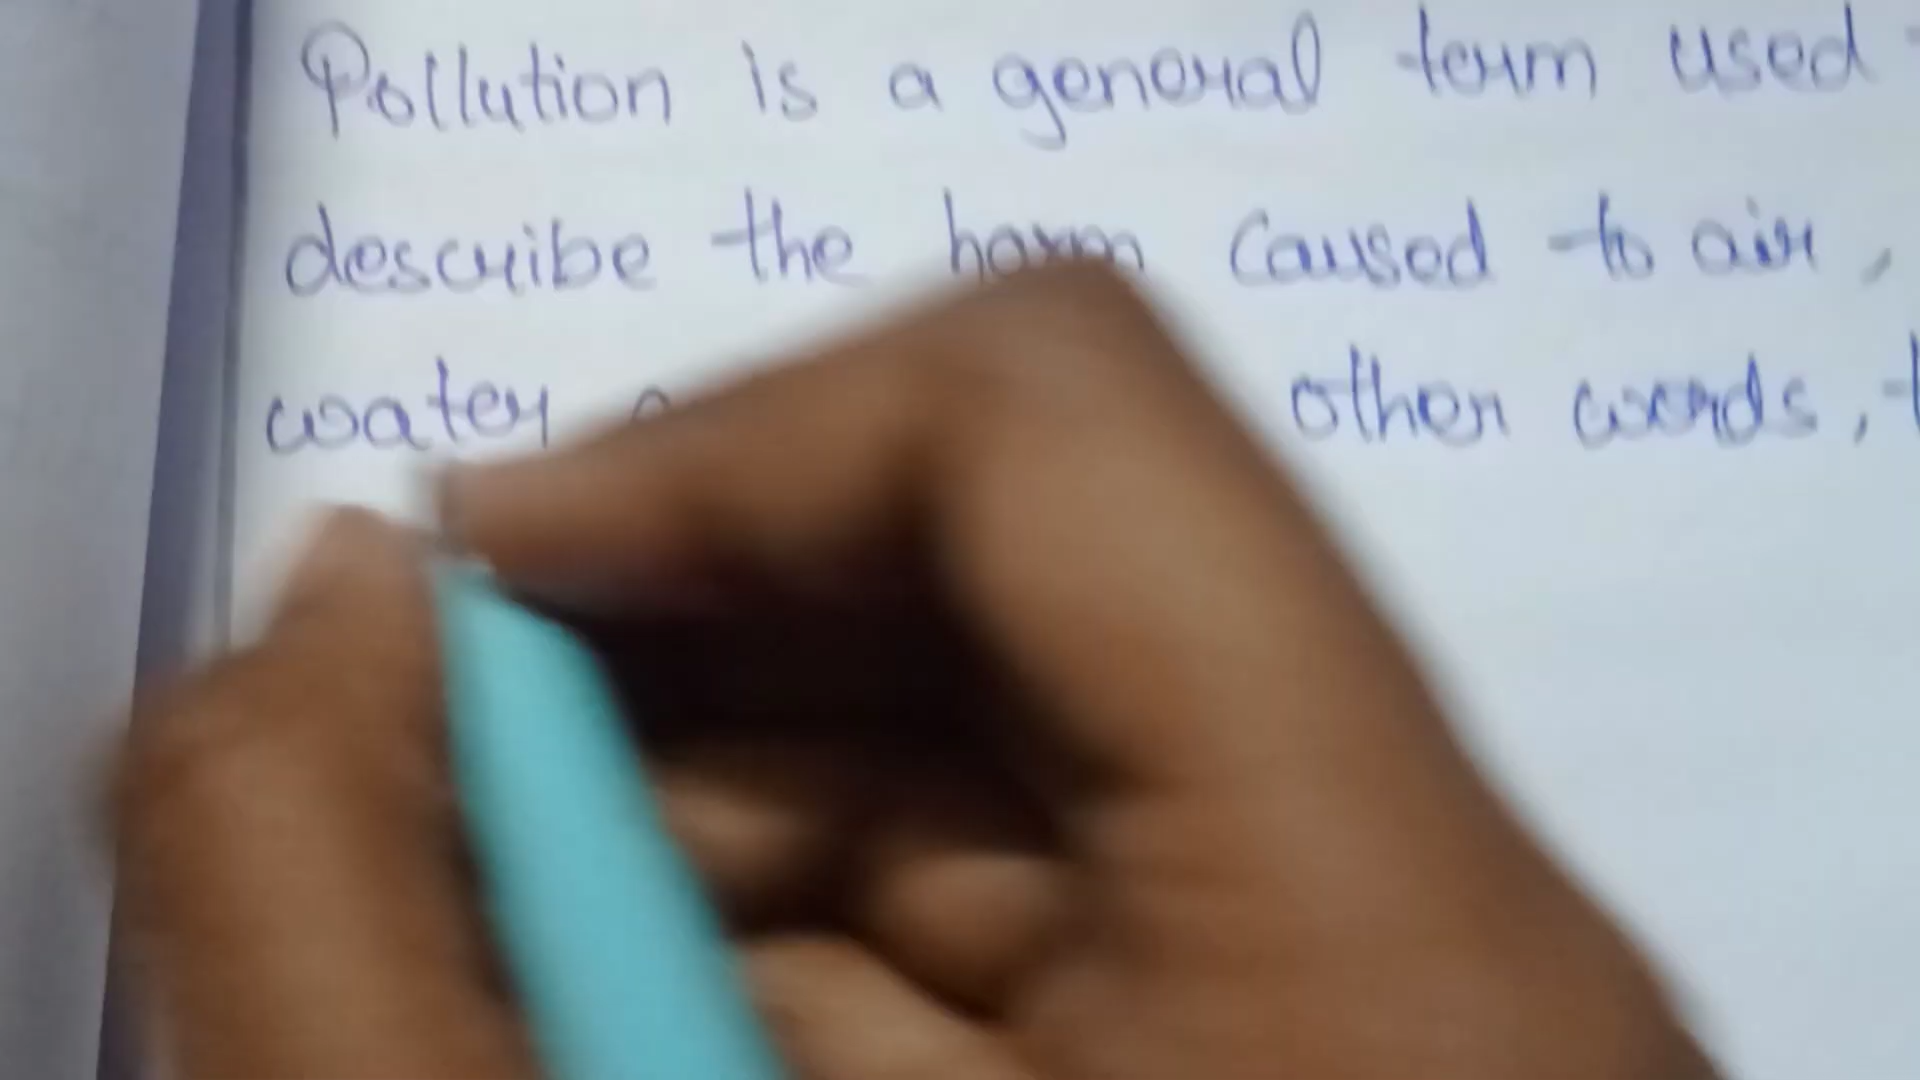 Pollution is a general term used
describe the harm caused to air,
water other words,